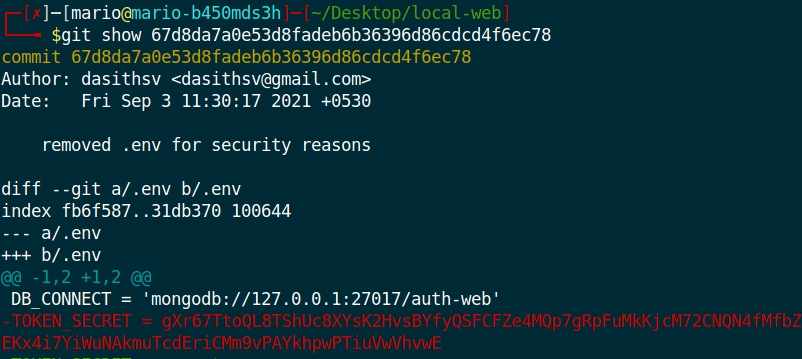 ┌─[✗]─[mario@mario-b450mds3h]─[~/Desktop/local-web]
└──╼ $git show 67d8da7a0e53d8fadeb6b36396d86cdcd4f6ec78
commit 67d8da7a0e53d8fadeb6b36396d86cdcd4f6ec78
Author: dasithsv <dasithsv@gmail.com>
Date:   Fri Sep 3 11:30:17 2021 +0530
    removed .env for security reasons
diff --git a/.env b/.env
index fb6f587..31db370 100644
--- a/.env
+++ b/.env
@@ -1,2 +1,2 @@
 DB_CONNECT = 'mongodb://127.0.0.1:27017/auth-web'
-TOKEN_SECRET = gXr67TtoQL8TShUc8XYsK2HvsBYfyQSFCFZe4MQp7gRpFuMkKjcM72CNQN4fMfbZ
EKx4i7YiWuNAkmuTcdEriCMm9vPAYkhpwPTiuVwVhvwE